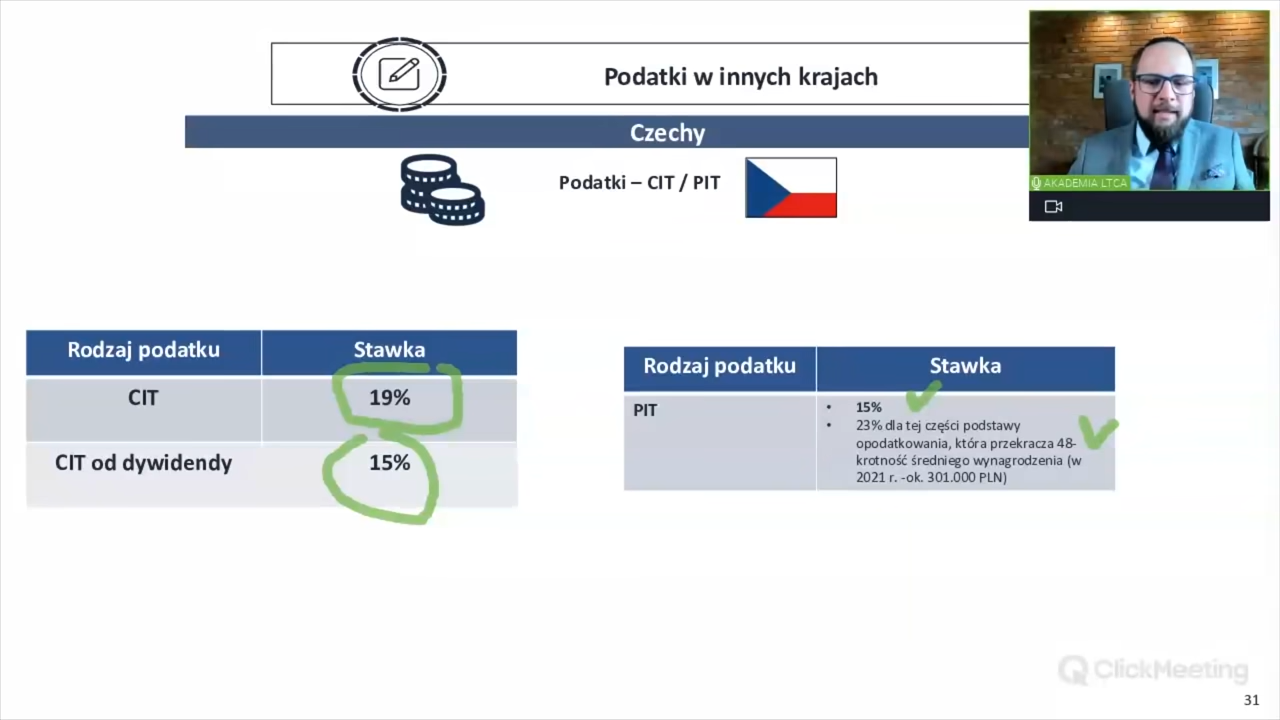 Podatki w innych krajach
Czechy
Podatki – CIT / PIT
AKADEMIA LTCA
Rodzaj podatku Stawka
CIT 19%
CIT od dywidendy 15%
Rodzaj podatku Stawka
PIT
• 15%
• 23% dla tej części podstawy
opodatkowania, która przekracza 48-
krotność średniego wynagrodzenia (w
2021 r. -ok. 301.000 PLN)
ClickMeeting
31